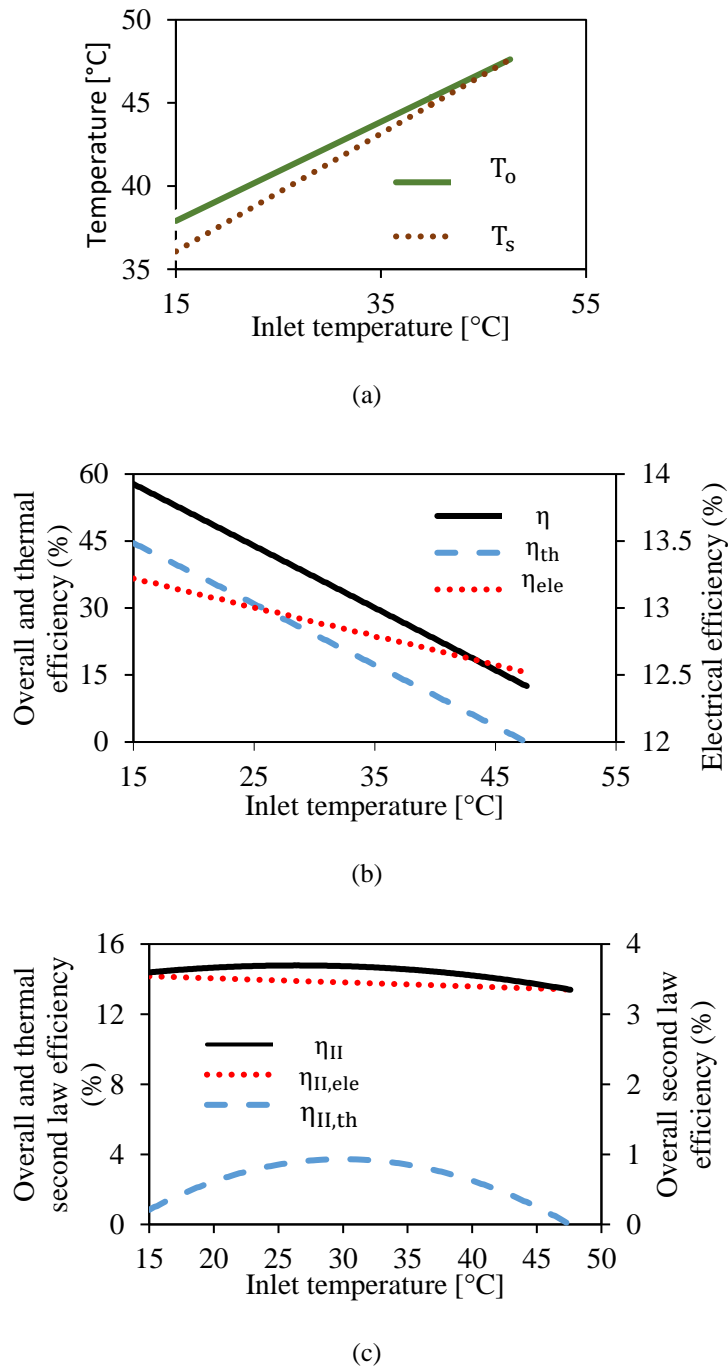 50
45
40
35
Temperature [°C]
T_o
T_s
15 35 55
Inlet temperature [°C]
(a)
60
45
30
15
0
Overall and thermal
efficiency (%)
14
13.5
13
12.5
12
Electrical efficiency (%)
η
η_th
η_ele
15 25 35 45 55
Inlet temperature [°C]
(b)
16
12
8
4
0
Overall and thermal
second law efficiency
(%)
4
3
2
1
0
Overall second law
efficiency (%)
η_II
η_II,ele
η_II,th
15 20 25 30 35 40 45 50
Inlet temperature [°C]
(c)